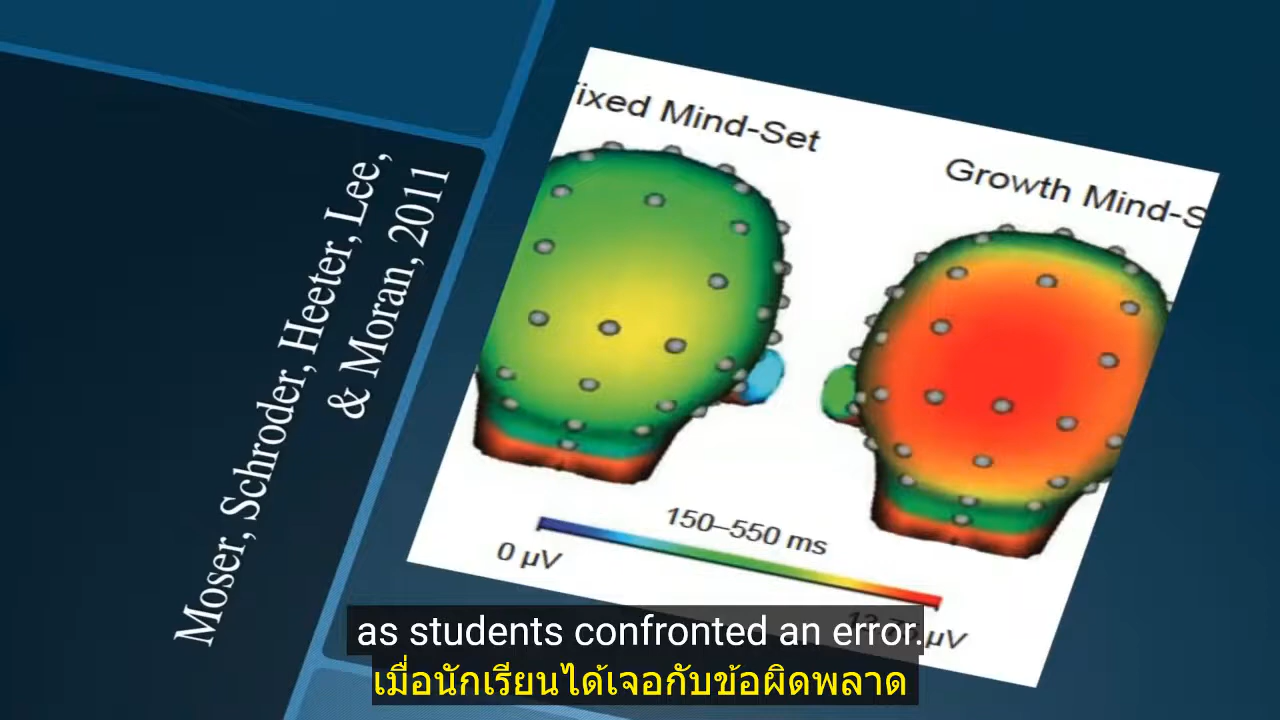 Moser, Schroder, Heeter, Lee,
& Moran, 2011
ixed Mind-Set
Growth Mind-S
150–550 ms
0 µV
µV
as students confronted an error.
เมื่อนักเรียนได้เจอกับข้อผิดพลาด